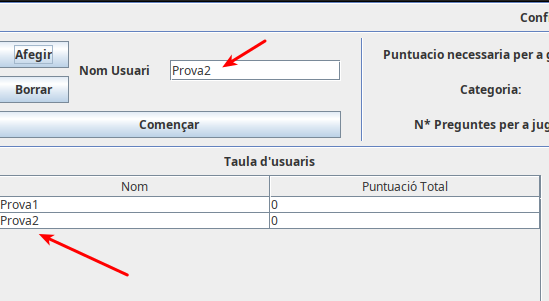 Confi
Afegir
Nom Usuari
Prova2
Puntuacio necessaria per a g
Borrar
Categoria:
Començar
N* Preguntes per a jug
Taula d'usuaris
Nom Puntuació Total
Prova1 0
Prova2 0